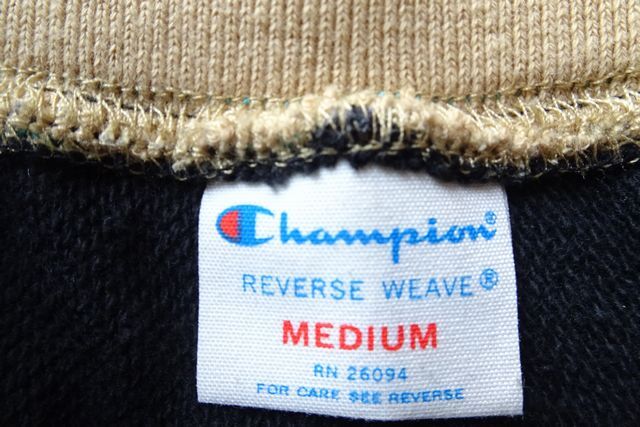 Champion®
REVERSE WEAVE®
MEDIUM
RN 26094
FOR CARE SEE REVERSE